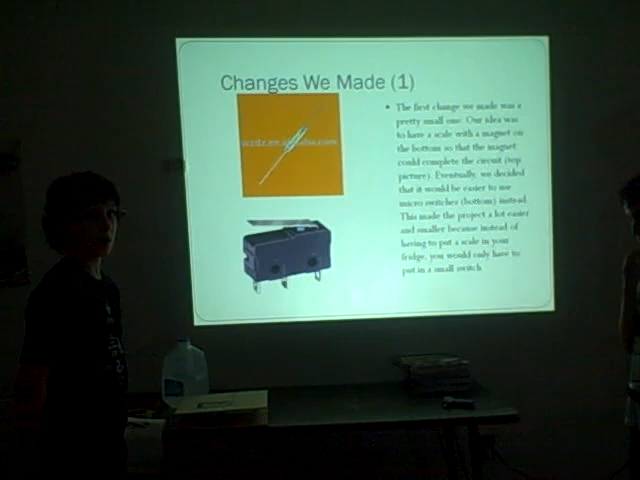 Changes We Made (1)
The first change we made was a
pretty small one. Our idea was
to have a scale with a magnet on
the bottom so that the magnet
could complete the circuit (top
picture). Eventually, we decided
that it would be easier to use
micro switches (bottom) instead.
This made the project a lot easier
and smaller because instead of
having to put a scale in your
fridge, you would only have to
put in a small switch